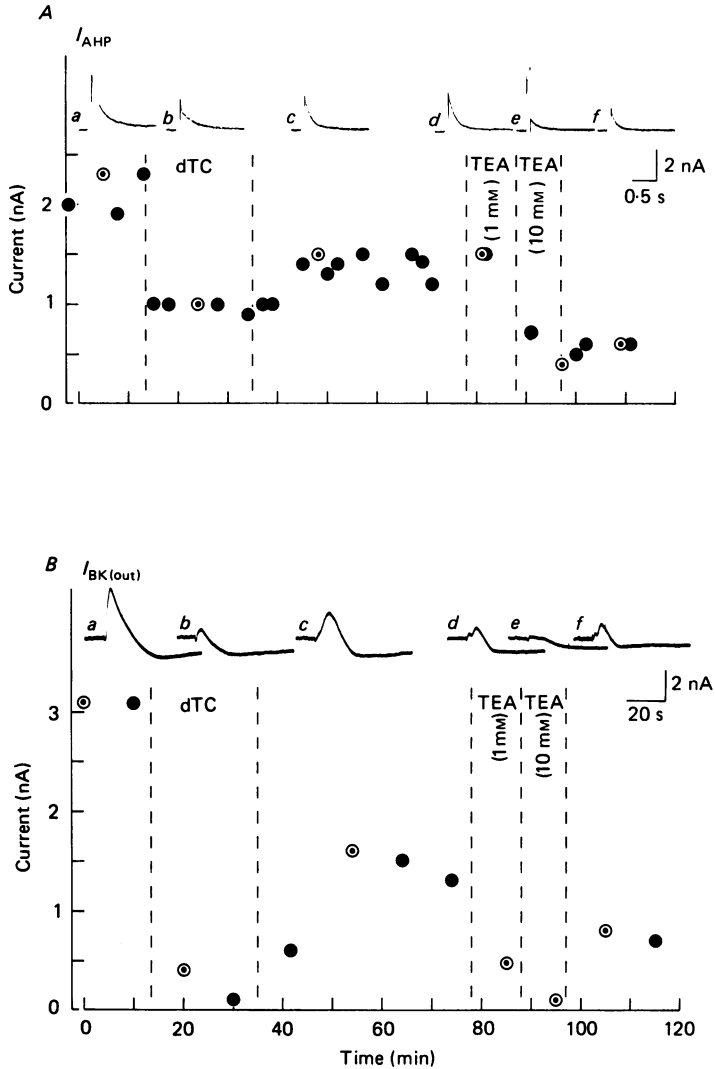 A
I AHP
a b c d e f
dTC TEA (1 mM) TEA (10 mM)
2 nA
0·5 s
Current (nA)
2
1
0
B
I BK(out)
a b c d e f
dTC TEA (1 mM) TEA (10 mM)
2 nA
20 s
Current (nA)
3
2
1
0
0 20 40 60 80 100 120
Time (min)